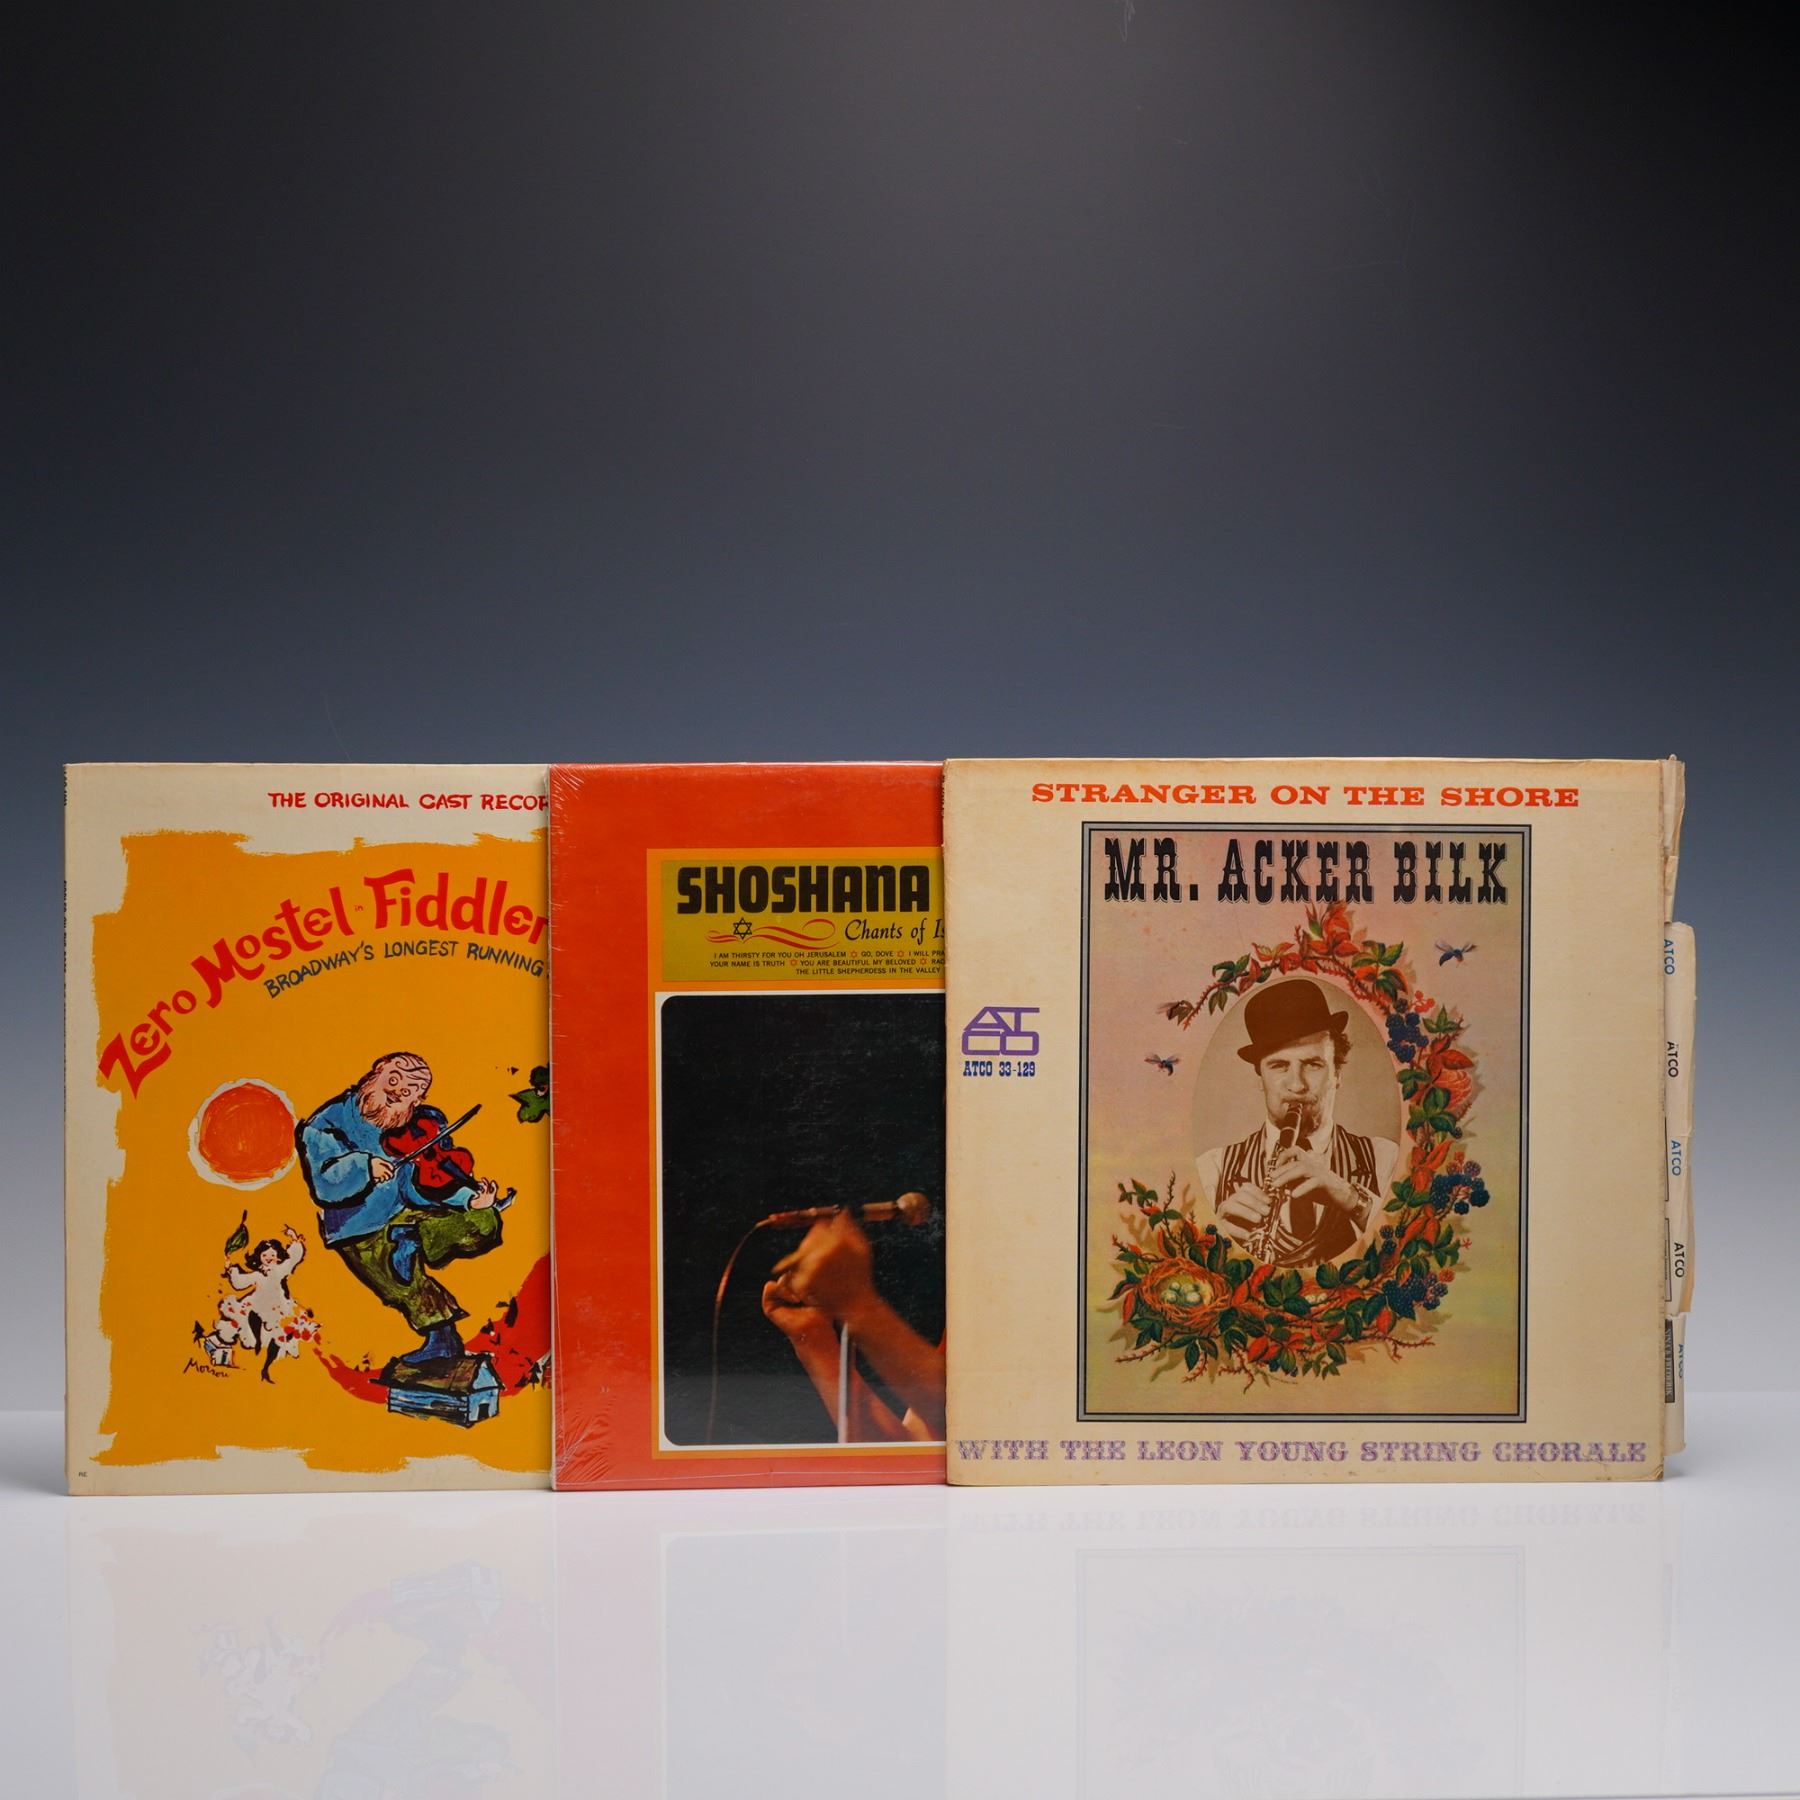 THE ORIGINAL CAST RECOR
Zero Mostel in Fiddler
BROADWAY'S LONGEST RUNNING
RE
SHOSHANA
Chants of Is
I AM THIRSTY FOR YOU OH JERUSALEM ✡ GO, DOVE ✡ I WILL PRA
YOUR NAME IS TRUTH ✡ YOU ARE BEAUTIFUL MY BELOVED ✡ RAC
THE LITTLE SHEPHERDESS IN THE VALLEY
STRANGER ON THE SHORE
MR. ACKER BILK
ATCO
ATCO 33-129
WITH THE LEON YOUNG STRING CHORALE
ATCO
ATCO
ATCO
ATCO